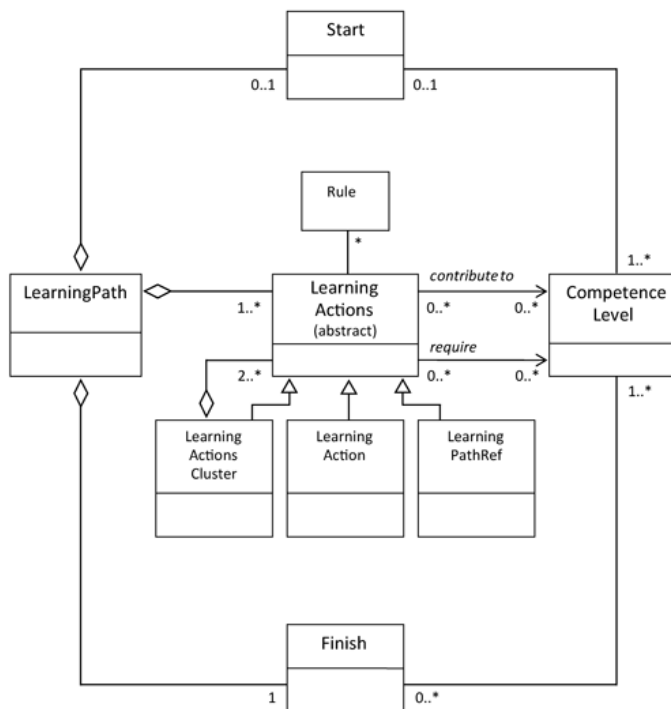 Start
0..1
0..1
Rule
*
1..*
LearningPath
Learning
Actions
(abstract)
contribute to
0..*
0..*
Competence
Level
1..*
require
2..*
0..*
0..*
1..*
Learning
Actions
Cluster
Learning
Action
Learning
PathRef
Finish
1
0..*